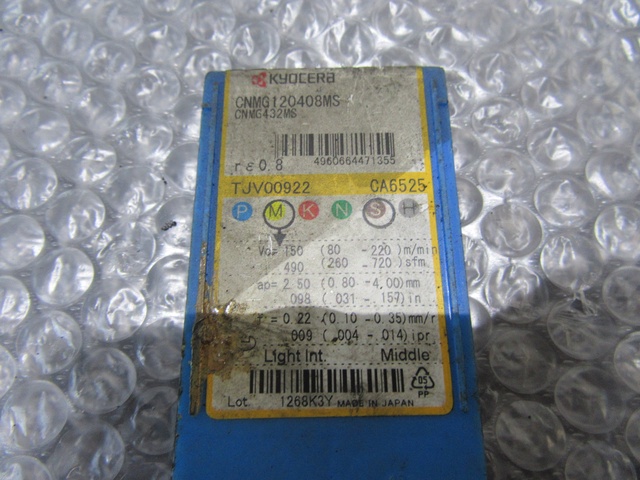 KYOCERA
CNMG120408MS
CNMG432MS
4960664471355
rε0.8
TJV00922 CA6525
P M K N S H
Vc= 150 (80 -220)m/min
490 (260 -720)sfm
ap= 2.50 (0.80-4.00)mm
.098 (.031 -.157)in
= 0.22 (0.10 -0.35)mm/r
.009 (.004 -.014)ipr
Light Int. Middle
Lot. 1268K3Y MADE IN JAPAN
05
PP